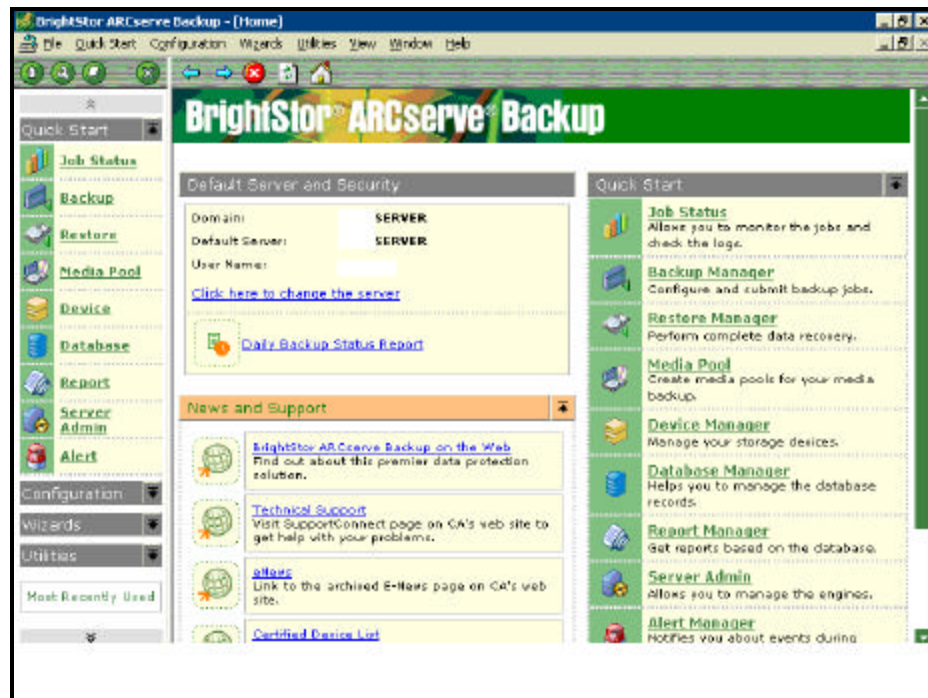 BrightStor ARCserve Backup - [Home]
File Quick Start Configuration Wizards Utilities View Window Help
Quick Start
Job Status
Backup
Restore
Media Pool
Device
Database
Report
Server
Admin
Alert
Configuration
Wizards
Utilities
Most Recently Used
BrightStor® ARCserve® Backup
Default Server and Security
Domain: SERVER
Default Server: SERVER
User Name:
Click here to change the server
Daily Backup Status Report
News and Support
BrightStor ARCserve Backup on the Web
Find out about this premier data protection
solution.
Technical Support
Visit SupportConnect page on CA's web site to
get help with your problems.
eNews
Link to the archived E-News page on CA's web
site.
Certified Device List
Quick Start
Job Status
Allows you to monitor the jobs and
check the logs.
Backup Manager
Configure and submit backup jobs.
Restore Manager
Perform complete data recovery.
Media Pool
Create media pools for your media
backup.
Device Manager
Manage your storage devices.
Database Manager
Helps you to manage the database
records.
Report Manager
Get reports based on the database.
Server Admin
Allows you to manage the engines.
Alert Manager
Notifies you about events during